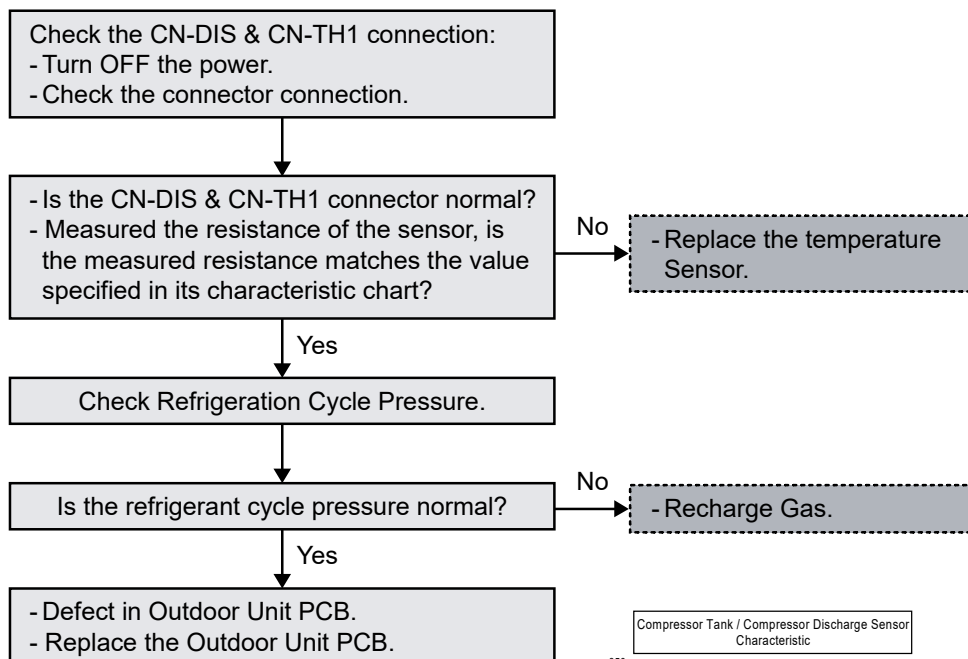 Check the CN-DIS & CN-TH1 connection:
- Turn OFF the power.
- Check the connector connection.
- Is the CN-DIS & CN-TH1 connector normal?
- Measured the resistance of the sensor, is
the measured resistance matches the value
specified in its characteristic chart?
No
- Replace the temperature
Sensor.
Yes
Check Refrigeration Cycle Pressure.
Is the refrigerant cycle pressure normal?
No
- Recharge Gas.
Yes
- Defect in Outdoor Unit PCB.
- Replace the Outdoor Unit PCB.
Compressor Tank / Compressor Discharge Sensor
Characteristic